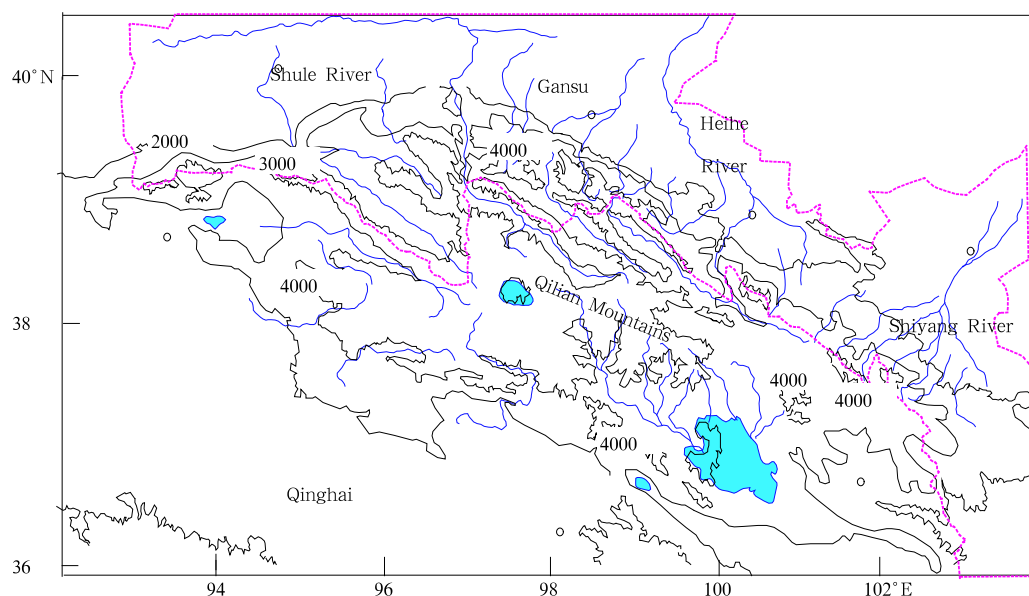 40°N
Shule River
Gansu
Heihe
River
2000
3000
4000
4000
Qilian Mountains
38
Shiyang River
4000
4000
4000
Qinghai
36
94
96
98
100
102°E